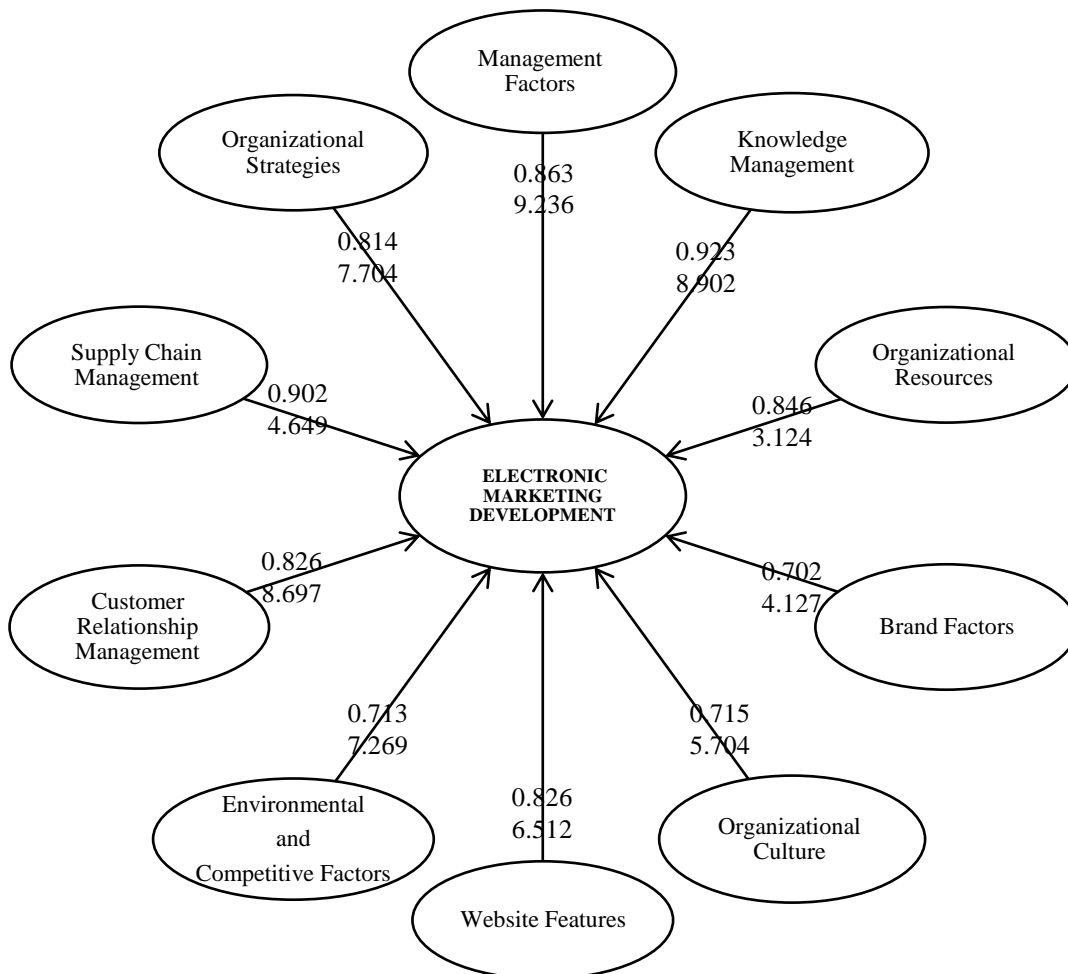 Management
Factors
Organizational
Strategies
Knowledge
Management
0.863
9.236
0.814
7.704
0.923
8.902
Supply Chain
Management
Organizational
Resources
0.902
4.649
0.846
3.124
ELECTRONIC
MARKETING
DEVELOPMENT
0.826
8.697
0.702
4.127
Customer
Relationship
Management
Brand Factors
0.713
7.269
0.715
5.704
0.826
6.512
Environmental
and
Competitive Factors
Organizational
Culture
Website Features